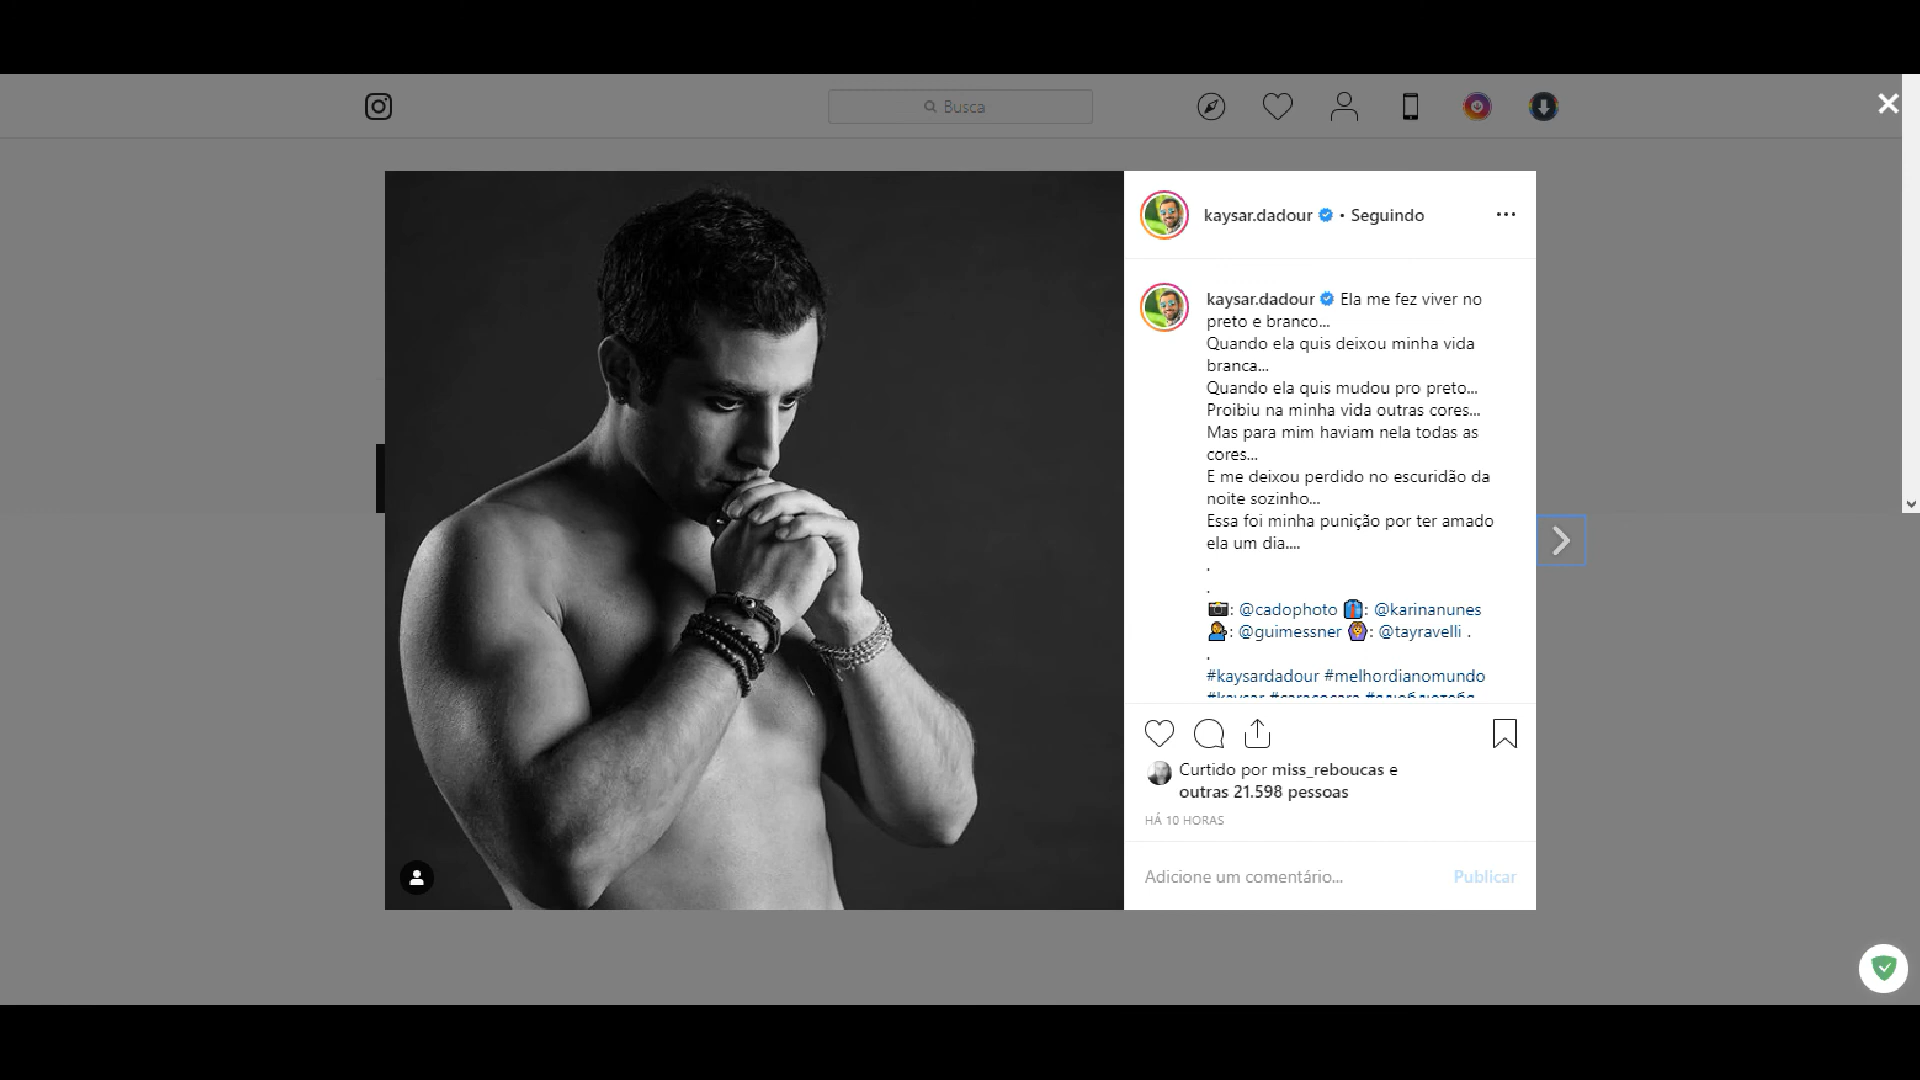 Busca
kaysar.dadour • Seguindo
kaysar.dadour Ela me fez viver no
preto e branco...
Quando ela quis deixou minha vida
branca...
Quando ela quis mudou pro preto...
Proibiu na minha vida outras cores...
Mas para mim haviam nela todas as
cores...
E me deixou perdido no escuridão da
noite sozinho...
Essa foi minha punição por ter amado
ela um dia....
.
.
📷: @cadophoto 👔: @karinanunes
💇: @guimessner 🙆: @tayravelli .
.
#kaysardadour #melhordianomundo
#kaysar
Curtido por miss_reboucas e
outras 21.598 pessoas
HÁ 10 HORAS
Adicione um comentário... Publicar